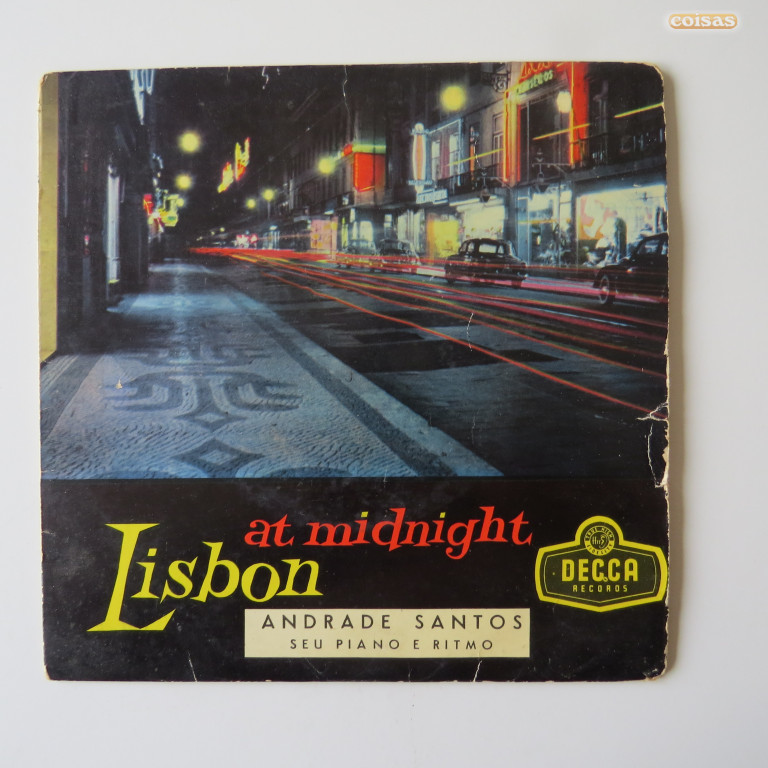 coisas
at midnight
Lisbon
DECCA
RECORDS
ANDRADE SANTOS
SEU PIANO E RITMO